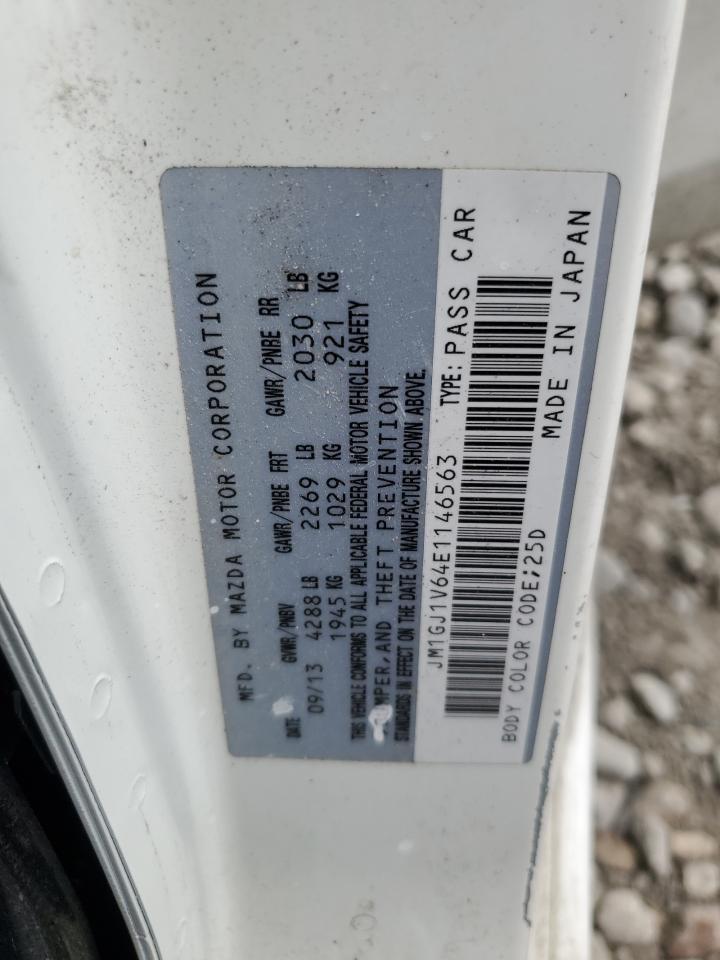 MFD. BY MAZDA MOTOR CORPORATION
DATE GVWR/PNBV GAWR/PNBE FRT GAWR/PNBE RR
09/13 4288 LB 2269 LB 2030 LB
1945 KG 1029 KG 921 KG
THIS VEHICLE CONFORMS TO ALL APPLICABLE FEDERAL MOTOR VEHICLE SAFETY
AND THEFT PREVENTION
STANDARDS IN EFFECT ON THE DATE OF MANUFACTURE SHOWN ABOVE.
JM1GJ1V64E1146563 TYPE: PASS CAR
BODY COLOR CODE;25D MADE IN JAPAN